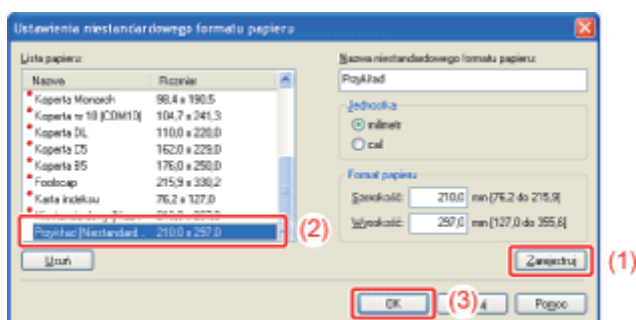 Ustawienia niestandardowego formatu papieru
Lista papieru:
Nazwa Rozmiar
Koperta Monarch 98,4 x 190,5
Koperta nr 10 (COM10) 104,7 x 241,3
Koperta DL 110,0 x 220,0
Koperta C5 162,0 x 229,0
Koperta B5 176,0 x 250,0
Foolscap 215,9 x 330,2
Karta indeksu 76,2 x 127,0
Przykład [Niestandard... 210,0 x 297,0
(2)
Usuń
Nazwa niestandardowego formatu papieru:
Przykład
Jednostka
milimetr
cal
Format papieru
Szerokość: 210,0 mm [76,2 do 215,9]
Wysokość: 297,0 mm [127,0 do 355,6]
Zarejestruj (1)
OK (3) Pomoc